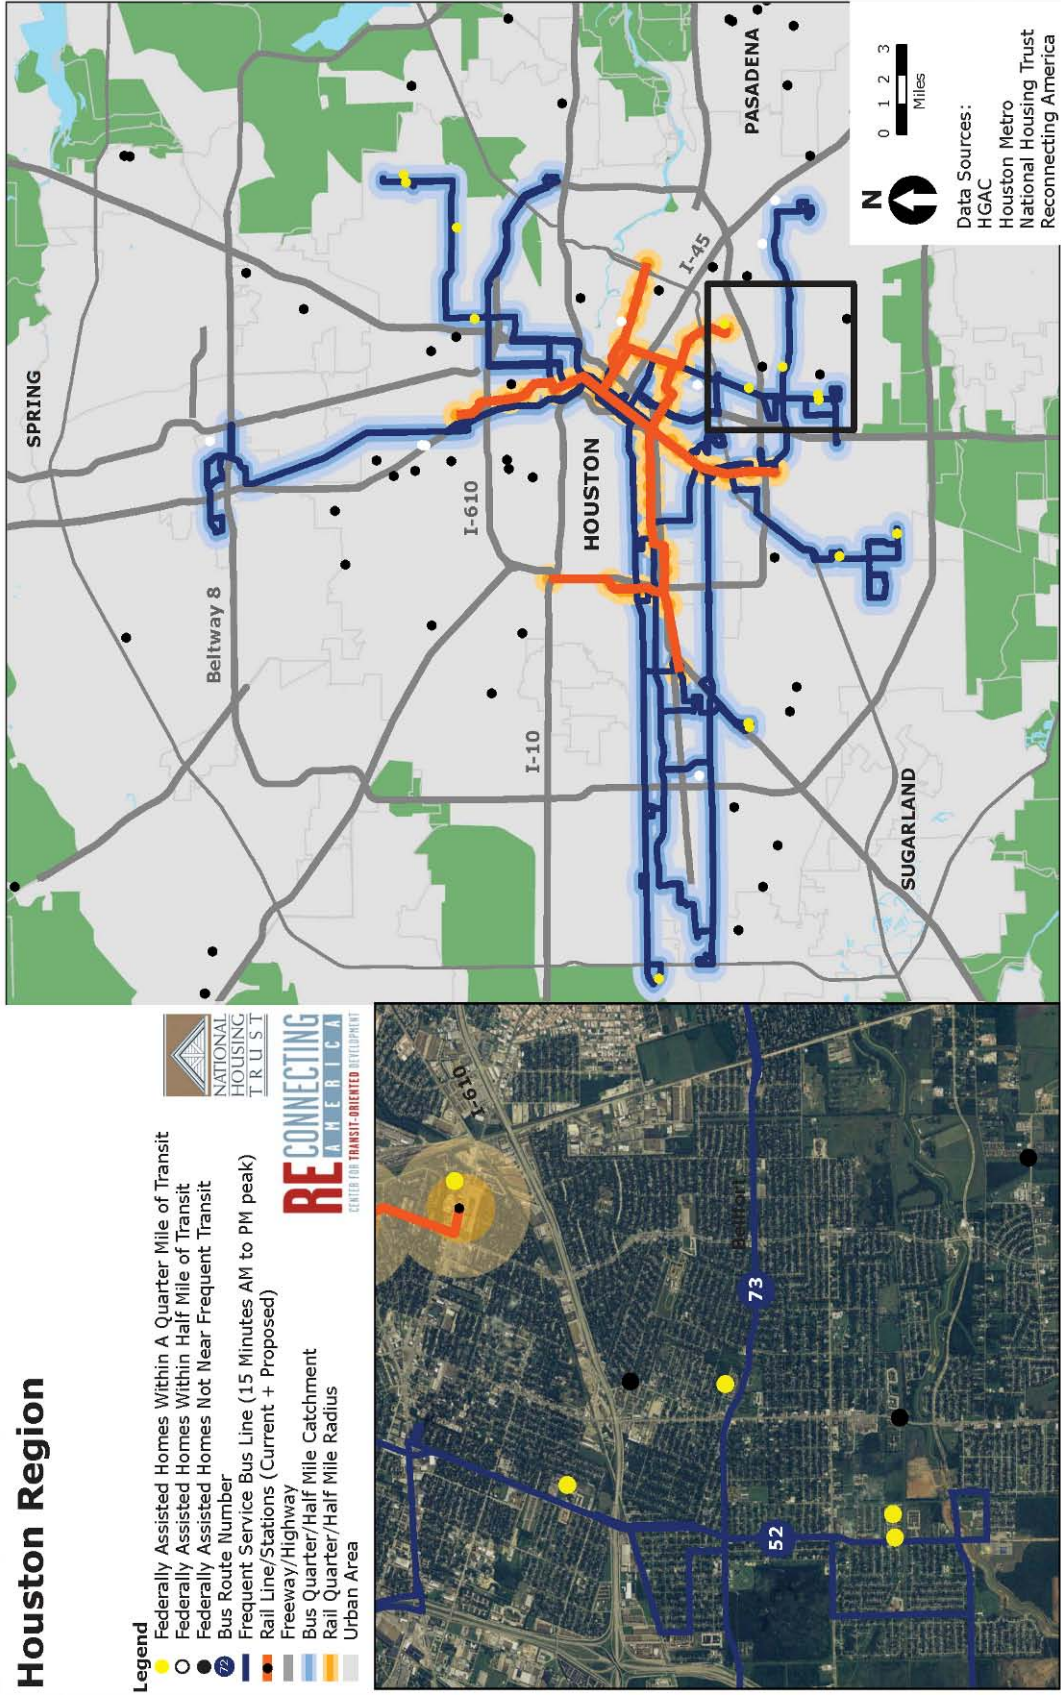 Houston Region
Legend
Federally Assisted Homes Within A Quarter Mile of Transit
Federally Assisted Homes Within Half Mile of Transit
Federally Assisted Homes Not Near Frequent Transit
72
Bus Route Number
Frequent Service Bus Line (15 Minutes AM to PM peak)
Rail Line/Stations (Current + Proposed)
Freeway/Highway
Bus Quarter/Half Mile Catchment
Rail Quarter/Half Mile Radius
Urban Area
NATIONAL
HOUSING
TRUST
RECONNECTING
AMERICA
CENTER FOR TRANSIT-ORIENTED DEVELOPMENT
I-610
73
52
SPRING
Beltway 8
I-610
HOUSTON
I-10
I-45
PASADENA
SUGARLAND
N
0 1 2 3
Miles
Data Sources:
HGAC
Houston Metro
National Housing Trust
Reconnecting America